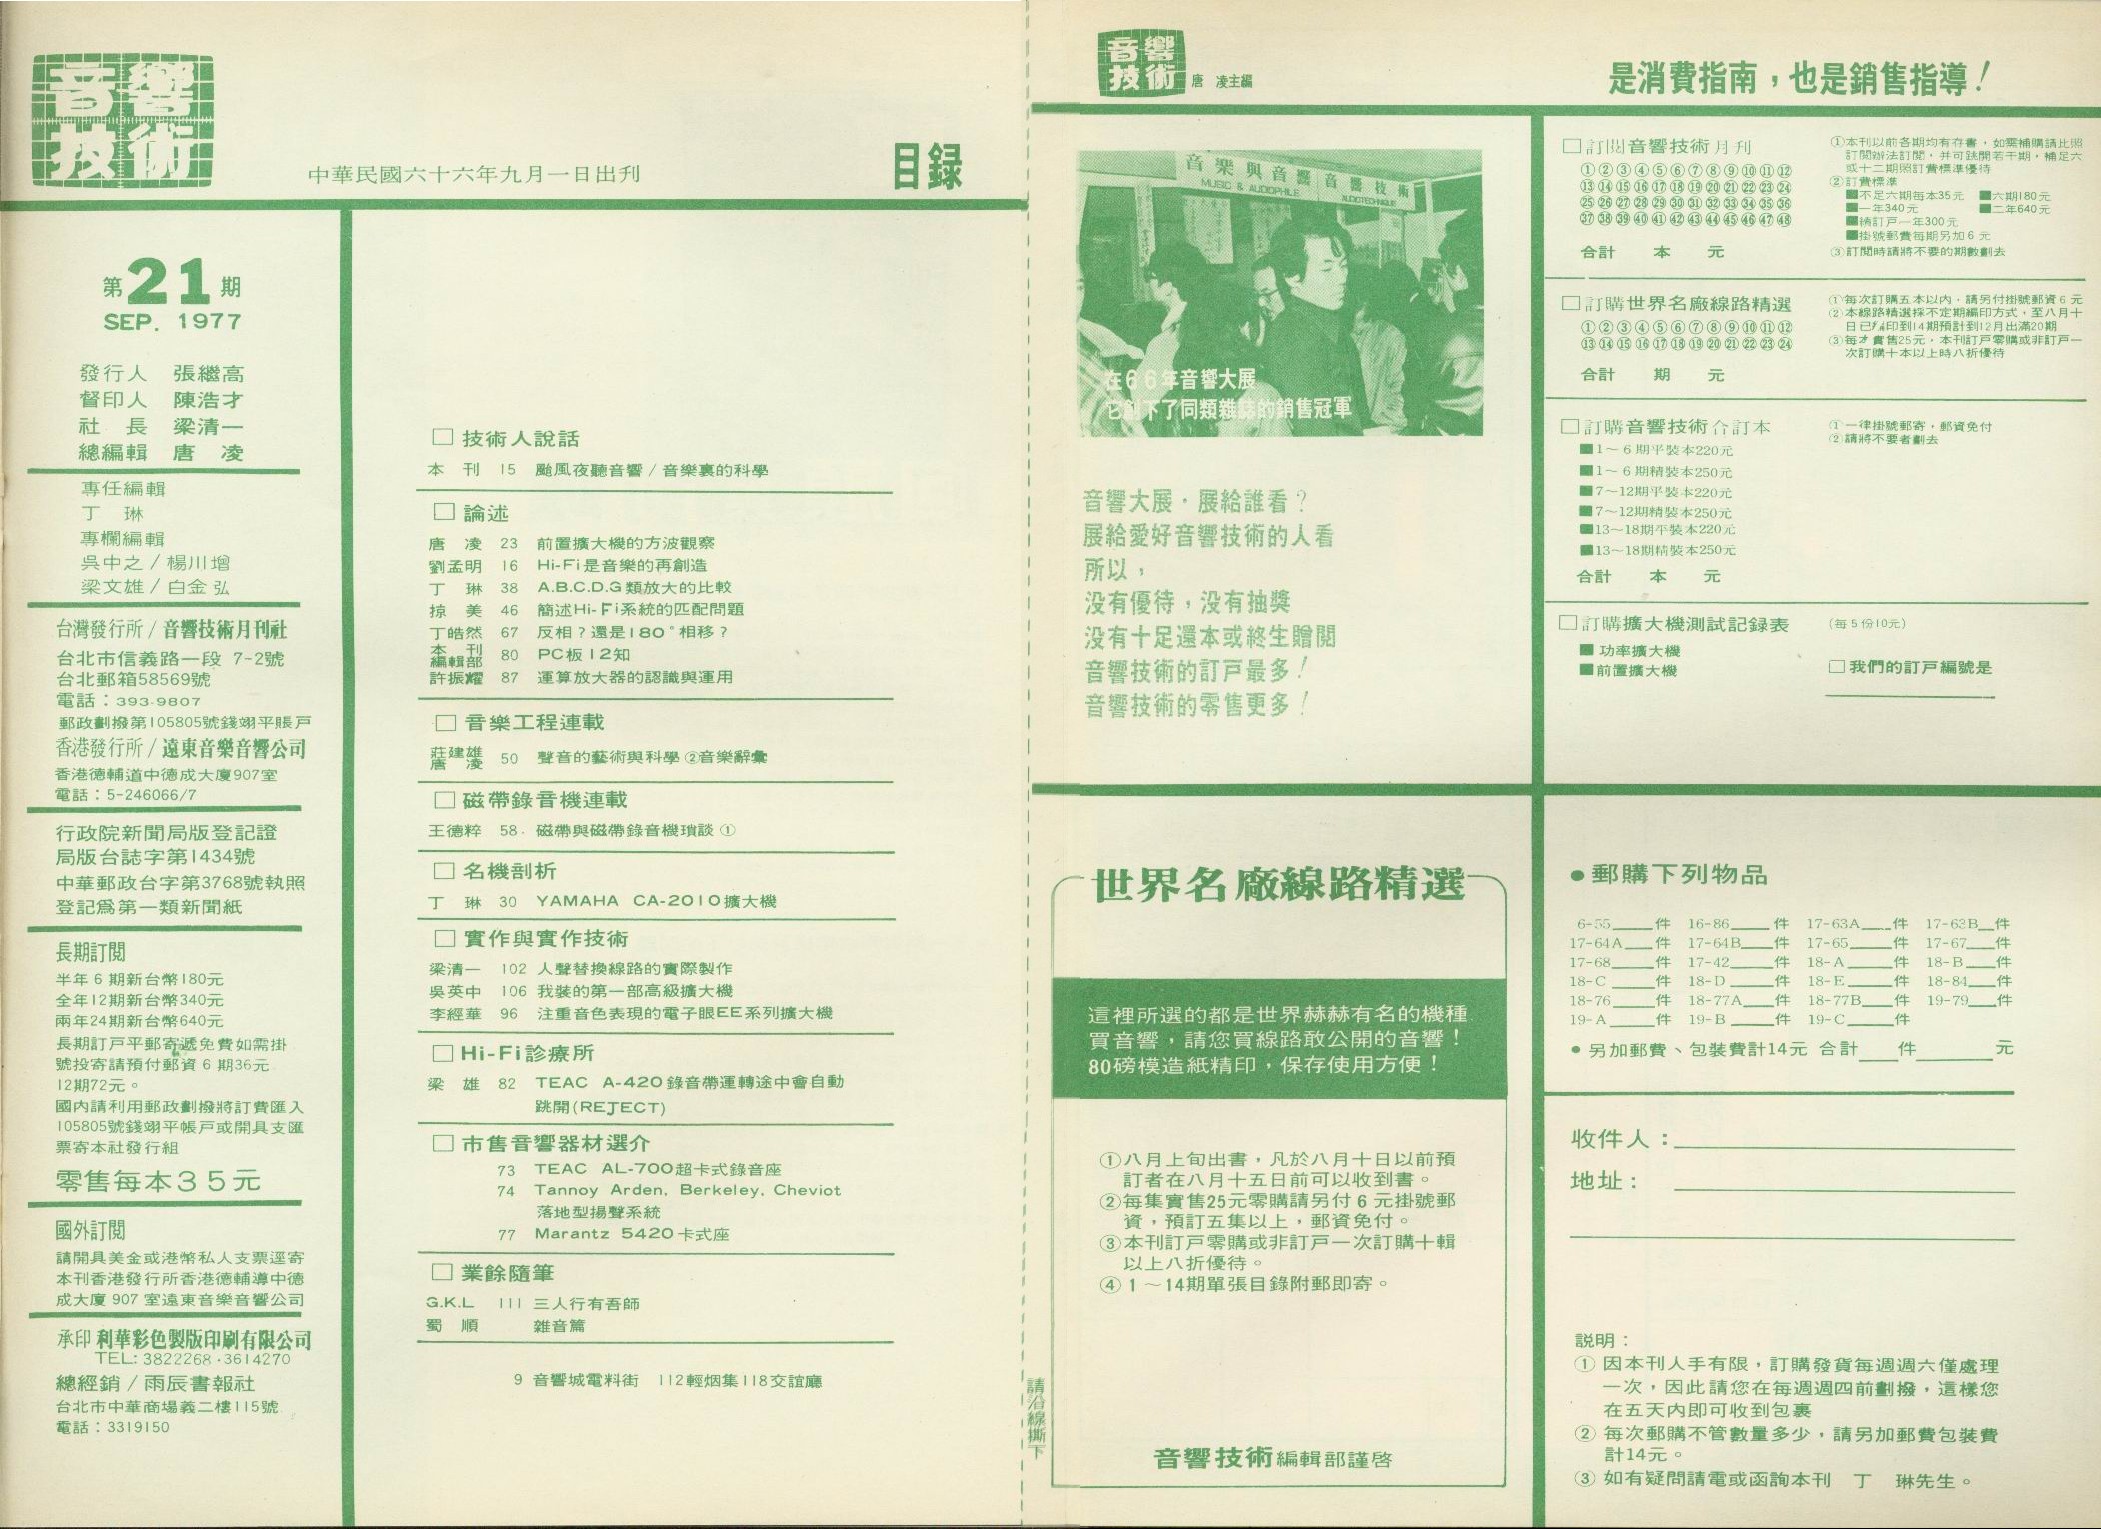 音響
技術
中華民國六十六年九月一日出刊
目録
第21期
SEP. 1977
發行人 張繼高
督印人 陳浩才
社 長 梁清一
總編輯 唐 凌
專任編輯
丁 琳
專欄編輯
吳中之/楊川增
梁文雄/白金弘
台灣發行所/音響技術月刊社
台北市信義路一段 7-2號
台北郵箱58569號
電話：393-9807
郵政劃撥第105805號錢翊平賬戶
香港發行所/遠東音樂音響公司
香港德輔道中德成大廈907室
電話：5-246066/7
行政院新聞局版登記證
局版台誌字第1434號
中華郵政台字第3768號執照
登記爲第一類新聞紙
長期訂閱
半年6期新台幣180元
全年12期新台幣340元
兩年24期新台幣640元
長期訂戶平郵寄遞免費如需掛
號投寄請預付郵資6期36元
12期72元。
國內請利用郵政劃撥將訂費匯入
105805號錢翊平帳戶或開具支匯
票寄本社發行組
零售每本35元
國外訂閱
請開具美金或港幣私人支票逕寄
本刊香港發行所香港德輔導中德
成大廈907室遠東音樂音響公司
承印 利華彩色製版印刷有限公司
TEL: 3822268·3614270
總經銷/雨辰書報社
台北市中華商場義二樓115號
電話：3319150
□ 技術人說話
本 刊 15 颱風夜聽音響/音樂裏的科學
□ 論述
唐 凌 23 前置擴大機的方波觀察
劉孟明 16 Hi-Fi是音樂的再創造
丁 琳 38 A.B.C.D.G類放大的比較
掠 美 46 簡述Hi-Fi系統的匹配問題
丁皓然 67 反相？還是180°相移？
本 刊
編輯部 80 PC板12知
許振耀 87 運算放大器的認識與運用
□ 音樂工程連載
莊建雄
唐 凌 50 聲音的藝術與科學②音樂辭彙
□ 磁帶錄音機連載
王德粹 58. 磁帶與磁帶錄音機瑣談①
□ 名機剖析
丁 琳 30 YAMAHA CA-2010擴大機
□ 實作與實作技術
梁清一 102 人聲替換線路的實際製作
吳英中 106 我裝的第一部高級擴大機
李經華 96 注重音色表現的電子眼EE系列擴大機
□ Hi-Fi診療所
梁 雄 82 TEAC A-420錄音帶運轉途中會自動
跳開(REJECT)
□ 市售音響器材選介
73 TEAC AL-700超卡式錄音座
74 Tannoy Arden, Berkeley, Cheviot
落地型揚聲系統
77 Marantz 5420卡式座
□ 業餘隨筆
G.K.L 111 三人行有吾師
蜀 順 雜音篇
9 音響城電料街 112輕烟集118交誼廳
請沿線撕下
音響
技術
唐 凌主編
是消費指南，也是銷售指導！
音樂與音響 音響技術
MUSIC & AUDIOPHILE AUDIOTECHNIQUE
在66年音響大展
它創下了同類雜誌的銷售冠軍
音響大展·展給誰看？
展給愛好音響技術的人看
所以，
沒有優待，沒有抽獎
沒有十足還本或終生贈閱
音響技術的訂戶最多！
音響技術的零售更多！
□訂閱音響技術月刊
①②③④⑤⑥⑦⑧⑨⑩⑪⑫
⑬⑭⑮⑯⑰⑱⑲⑳㉑㉒㉓㉔
㉕㉖㉗㉘㉙㉚㉛㉜㉝㉞㉟㊱
㊲㊳㊴㊵㊶㊷㊸㊹㊺㊻㊼㊽
合計 本 元
①本刊以前各期均有存書，如需補購請比照
訂閱辦法訂閱，并可跳開若干期，補足六
或十二期照訂費標準優待
②訂費標準
■不足六期每本35元 ■六期180元
■一年340元 ■二年640元
■續訂戶一年300元
■掛號郵費每期另加6元
③訂閱時請將不要的期數劃去
□訂購世界名廠線路精選
①②③④⑤⑥⑦⑧⑨⑩⑪⑫
⑬⑭⑮⑯⑰⑱⑲⑳㉑㉒㉓㉔
合計 期 元
①每次訂購五本以內，請另付掛號郵資6元
②本線路精選採不定期編印方式，至八月十
日已編印到14期預計到12月出滿20期
③每本實售25元，本刊訂戶零購或非訂戶一
次訂購十本以上時八折優待
□訂購音響技術合訂本
■1～6期平裝本220元
■1～6期精裝本250元
■7～12期平裝本220元
■7～12期精裝本250元
■13～18期平裝本220元
■13～18期精裝本250元
合計 本 元
①一律掛號郵寄，郵資免付
②請將不要者劃去
□訂購擴大機測試記錄表 (每5份10元)
■功率擴大機
■前置擴大機
□我們的訂戶編號是
世界名廠線路精選
這裡所選的都是世界赫赫有名的機種
買音響，請您買線路敢公開的音響！
80磅模造紙精印，保存使用方便！
①八月上旬出書，凡於八月十日以前預
訂者在八月十五日前可以收到書。
②每集實售25元零購請另付6元掛號郵
資，預訂五集以上，郵資免付。
③本刊訂戶零購或非訂戶一次訂購十輯
以上八折優待。
④1～14期單張目錄附郵即寄。
音響技術編輯部謹啓
●郵購下列物品
6-55____件 16-86____件 17-63A____件 17-63B__件
17-64A____件 17-64B____件 17-65____件 17-67____件
17-68____件 17-42____件 18-A____件 18-B____件
18-C____件 18-D____件 18-E____件 18-84____件
18-76____件 18-77A____件 18-77B____件 19-79____件
19-A____件 19-B____件 19-C____件
●另加郵費、包裝費計14元 合計____件________元
收件人：
地址：
說明：
①因本刊人手有限，訂購發貨每週週六僅處理
一次，因此請您在每週週四前劃撥，這樣您
在五天內即可收到包裹
②每次郵購不管數量多少，請另加郵費包裝費
計14元。
③如有疑問請電或函詢本刊 丁 琳先生。